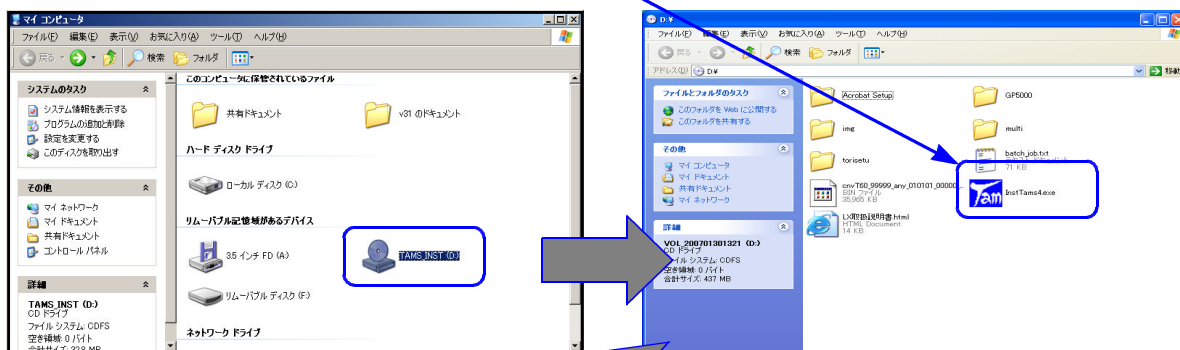 マイ コンピュータ
ファイル(F) 編集(E) 表示(V) お気に入り(A) ツール(T) ヘルプ(H)
戻る 検索 フォルダ
システムのタスク
システム情報を表示する
プログラムの追加と削除
設定を変更する
このディスクを取り出す
その他
マイ ネットワーク
マイ ドキュメント
共有ドキュメント
コントロール パネル
詳細
TAMS_INST (D:)
CD ドライブ
ファイル システム: CDFS
空き領域: 0 バイト
このコンピュータに保管されているファイル
共有ドキュメント
v31 のドキュメント
ハード ディスク ドライブ
ローカル ディスク (C:)
リムーバブル記憶域があるデバイス
3.5 インチ FD (A:)
TAMS_INST (D:)
リムーバブル ディスク (F:)
ネットワーク ドライブ
D:¥
ファイル(F) 編集(E) 表示(V) お気に入り(A) ツール(T) ヘルプ(H)
戻る 検索 フォルダ
アドレス(D) D:¥
移動
ファイルとフォルダのタスク
このフォルダを Web に公開する
このフォルダを共有する
その他
マイ コンピュータ
マイ ドキュメント
共有ドキュメント
マイ ネットワーク
詳細
VOL_200701301321 (D:)
CD ドライブ
ファイル システム: CDFS
空き領域: 0 バイト
合計サイズ: 437 MB
Acrobat Setup
GP5000
img
multi
torisetu
batch_job.txt
テキスト ドキュメント
71 KB
cnvT60_99999_any_010101_00000...
BIN ファイル
35,965 KB
Tam
InstTams4.exe
LX取扱説明書.html
HTML Document
14 KB